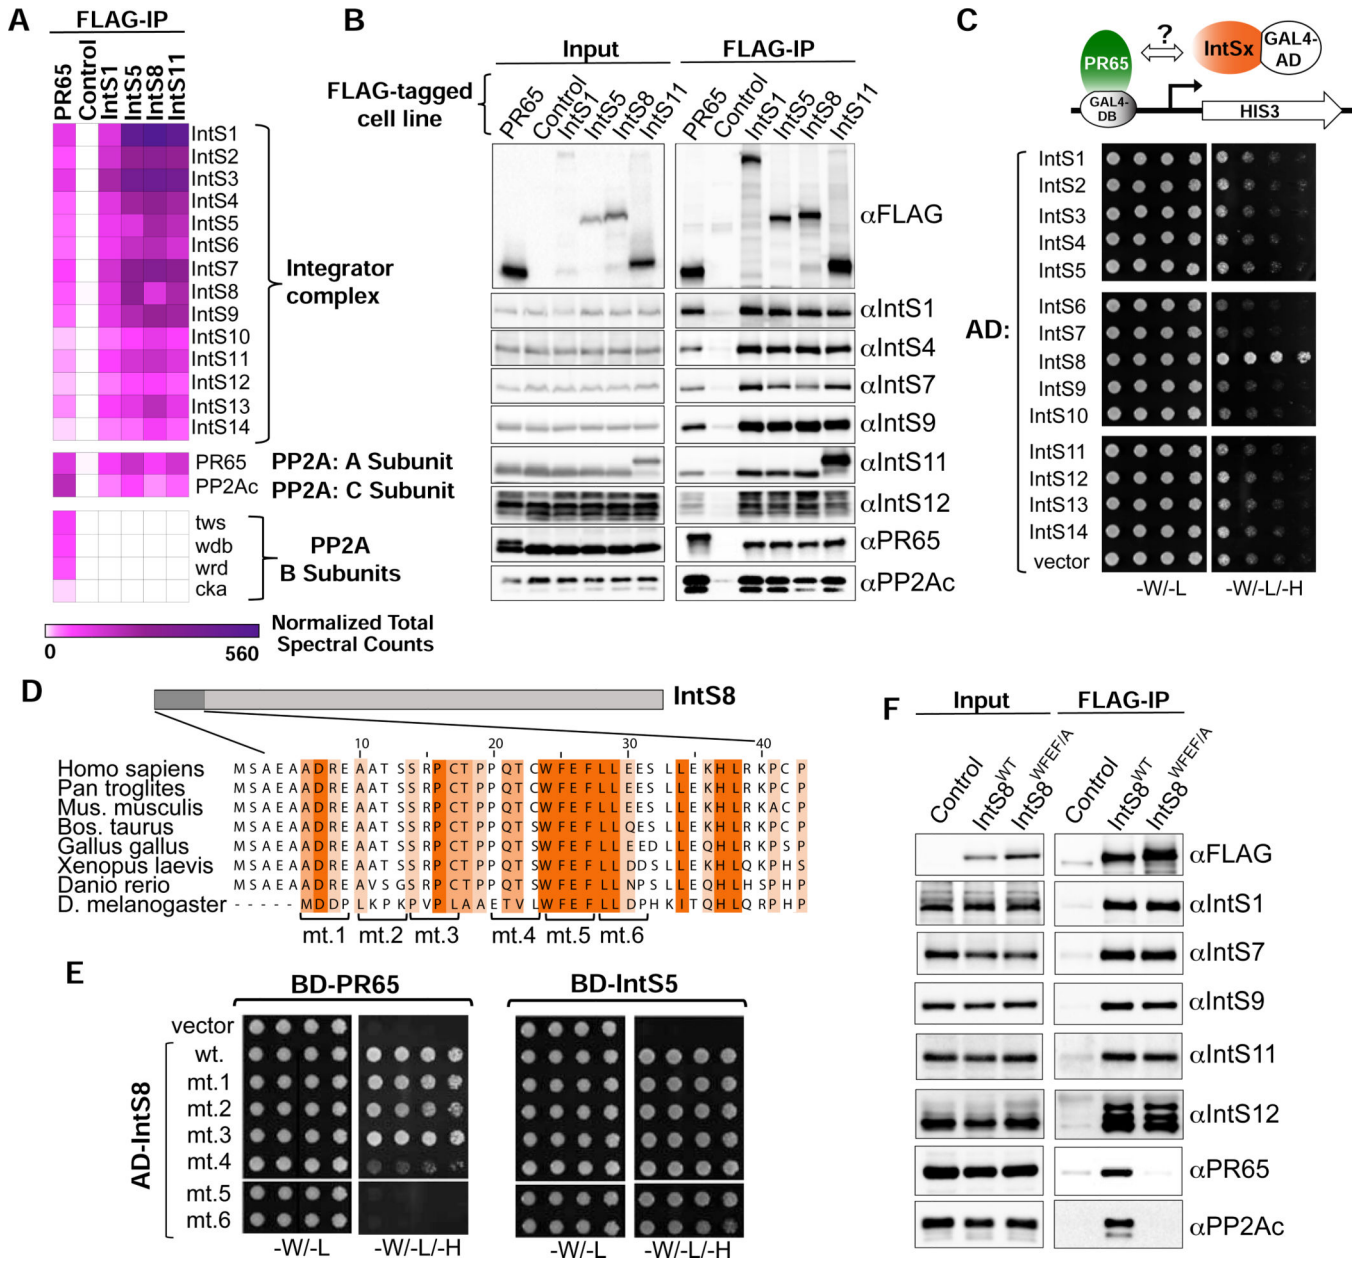 A
FLAG-IP
PR65
Control
IntS1
IntS5
IntS8
IntS11
IntS1
IntS2
IntS3
IntS4
IntS5
IntS6
IntS7
IntS8
IntS9
IntS10
IntS11
IntS12
IntS13
IntS14
Integrator
complex
PR65
PP2Ac
PP2A: A Subunit
PP2A: C Subunit
tws
wdb
wrd
cka
PP2A
B Subunits
0
560
Normalized Total
Spectral Counts
B
Input
FLAG-IP
FLAG-tagged
cell line
PR65
Control
IntS1
IntS5
IntS8
IntS11
PR65
Control
IntS1
IntS5
IntS8
IntS11
αFLAG
αIntS1
αIntS4
αIntS7
αIntS9
αIntS11
αIntS12
αPR65
αPP2Ac
C
PR65
?
IntSx
GAL4-
AD
GAL4-
DB
HIS3
AD:
IntS1
IntS2
IntS3
IntS4
IntS5
IntS6
IntS7
IntS8
IntS9
IntS10
IntS11
IntS12
IntS13
IntS14
vector
-W/-L
-W/-L/-H
D
IntS8
10 20 30 40
Homo sapiens MSAEAADREAATSSRPCTPPQTCWFEFLLEESLLEKHLRKPCP
Pan troglites MSAEAADREAATSSRPCTPPQTCWFEFLLEESLLEKHLRKPCP
Mus. musculis MSAEAADREAATSSRPCTPPQTCWFEFLLEESLLEKHLRKACP
Bos. taurus MSAEAADREAATSSRPCTPPQTCWFEFLLQESLLEKHLRKPCP
Gallus gallus MSAEAADREAATSSRPCTPPQTCWFEFLLEEDLLEKHLRKPCP
Xenopus laevis MSAEAADREAATSSRPCTPPQTCWFEFLLDDSLLEKHLQKPHS
Danio rerio MSAEAADREAVSGSRPCTPPQTSWFEFLLNPSLLEQHLHSPHP
D. melanogaster -----MDDPLKPKPVPLAAETVLWFEFLLDPHKITQHLQRPHP
mt.1 mt.2 mt.3 mt.4 mt.5 mt.6
E
BD-PR65
BD-IntS5
AD-IntS8
vector
wt.
mt.1
mt.2
mt.3
mt.4
mt.5
mt.6
-W/-L
-W/-L/-H
-W/-L
-W/-L/-H
F
Input
FLAG-IP
Control
IntS8WT
IntS8WFEF/A
Control
IntS8WT
IntS8WFEF/A
αFLAG
αIntS1
αIntS7
αIntS9
αIntS11
αIntS12
αPR65
αPP2Ac